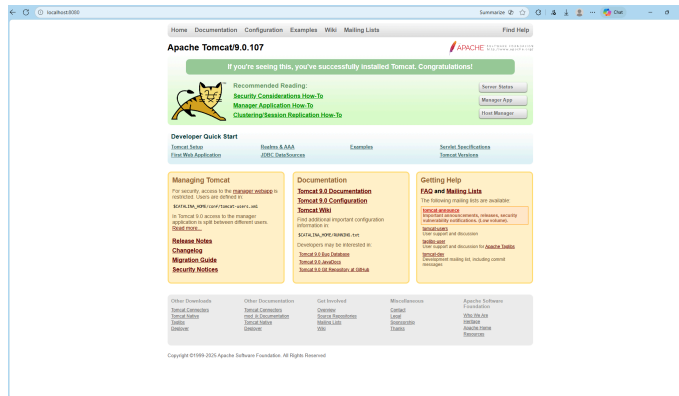 localhost:8080
Summarize
Chat
Home Documentation Configuration Examples Wiki Mailing Lists Find Help
Apache Tomcat/9.0.107
APACHE
If you're seeing this, you've successfully installed Tomcat. Congratulations!
Recommended Reading:
Security Considerations How-To
Manager Application How-To
Clustering/Session Replication How-To
Server Status
Manager App
Host Manager
Developer Quick Start
Tomcat Setup
First Web Application
Realms & AAA
JDBC DataSources
Examples
Servlet Specifications
Tomcat Versions
Managing Tomcat
For security, access to the manager webapp is
restricted. Users are defined in:
$CATALINA_HOME/conf/tomcat-users.xml
In Tomcat 9.0 access to the manager
application is split between different users.
Read more...
Release Notes
Changelog
Migration Guide
Security Notices
Documentation
Tomcat 9.0 Documentation
Tomcat 9.0 Configuration
Tomcat Wiki
Find additional important configuration
information in:
$CATALINA_HOME/RUNNING.txt
Developers may be interested in:
Tomcat 9.0 Bug Database
Tomcat 9.0 JavaDocs
Tomcat 9.0 Git Repository at GitHub
Getting Help
FAQ and Mailing Lists
The following mailing lists are available:
tomcat-announce
Important announcements, releases, security
vulnerability notifications. (Low volume).
tomcat-users
User support and discussion
taglibs-user
User support and discussion for Apache Taglibs
tomcat-dev
Development mailing list, including commit
messages
Other Downloads
Tomcat Connectors
Tomcat Native
Taglibs
Deployer
Other Documentation
Tomcat Connectors
mod_jk Documentation
Tomcat Native
Deployer
Get Involved
Overview
Source Repositories
Mailing Lists
Wiki
Miscellaneous
Contact
Legal
Sponsorship
Thanks
Apache Software
Foundation
Who We Are
Heritage
Apache Home
Resources
Copyright ©1999-2025 Apache Software Foundation. All Rights Reserved